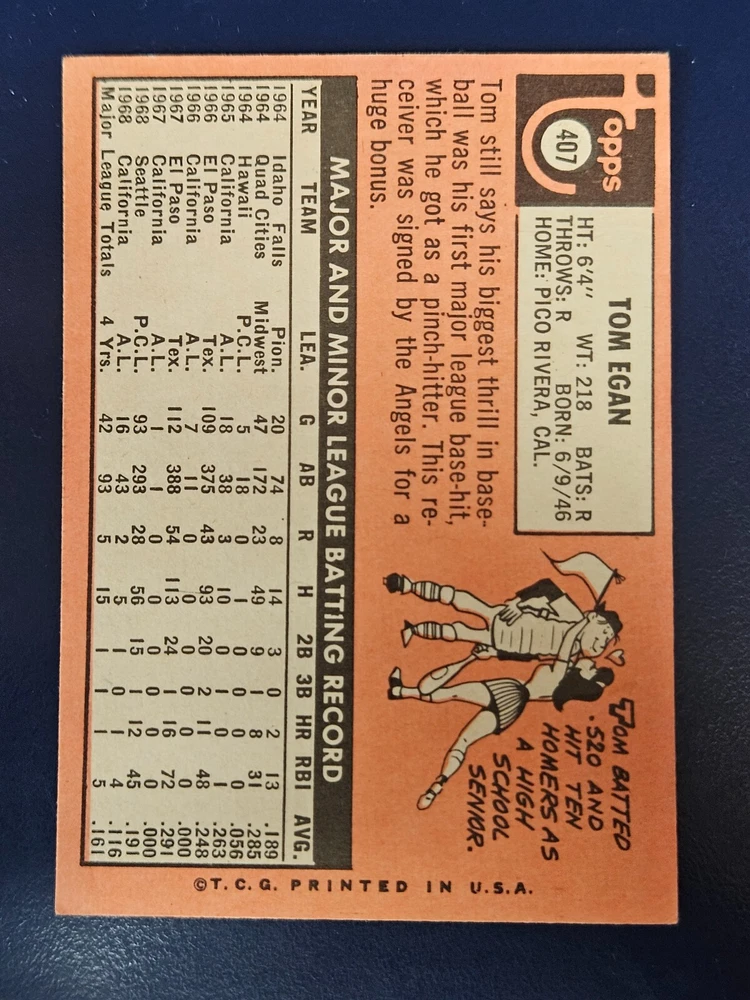 Topps
407
TOM EGAN
HT: 6'4" WT: 218 BATS: R
THROWS: R BORN: 6/9/46
HOME: PICO RIVERA, CAL.
Tom still says his biggest thrill in base-
ball was his first major league base-hit,
which he got as a pinch-hitter. This re-
ceiver was signed by the Angels for a
huge bonus.
TOM BATTED
.520 AND
HIT TEN
HOMERS AS
A HIGH
SCHOOL
SENIOR.
MAJOR AND MINOR LEAGUE BATTING RECORD
YEAR TEAM LEA. G AB R H 2B 3B HR RBI AVG.
1964 Idaho Falls Pion. 20 74 8 14 3 0 2 13 .189
1964 Quad Cities Midwest 47 172 23 49 9 1 8 31 .285
1964 Hawaii P.C.L. 5 18 0 1 0 0 0 0 .056
1965 California A.L. 18 38 3 10 0 1 0 1 .263
1966 El Paso Tex. 109 375 43 93 20 2 11 48 .248
1966 California A.L. 7 11 0 0 0 0 0 0 .000
1967 El Paso Tex. 112 388 54 113 24 1 16 72 .291
1967 California A.L. 1 1 0 0 0 0 0 0 .000
1968 Seattle P.C.L. 93 293 28 56 15 1 12 45 .191
1968 California A.L. 16 43 2 5 1 0 1 4 .116
Major League Totals 4 Yrs. 42 93 5 15 1 1 1 5 .161
©T.C.G. PRINTED IN U.S.A.